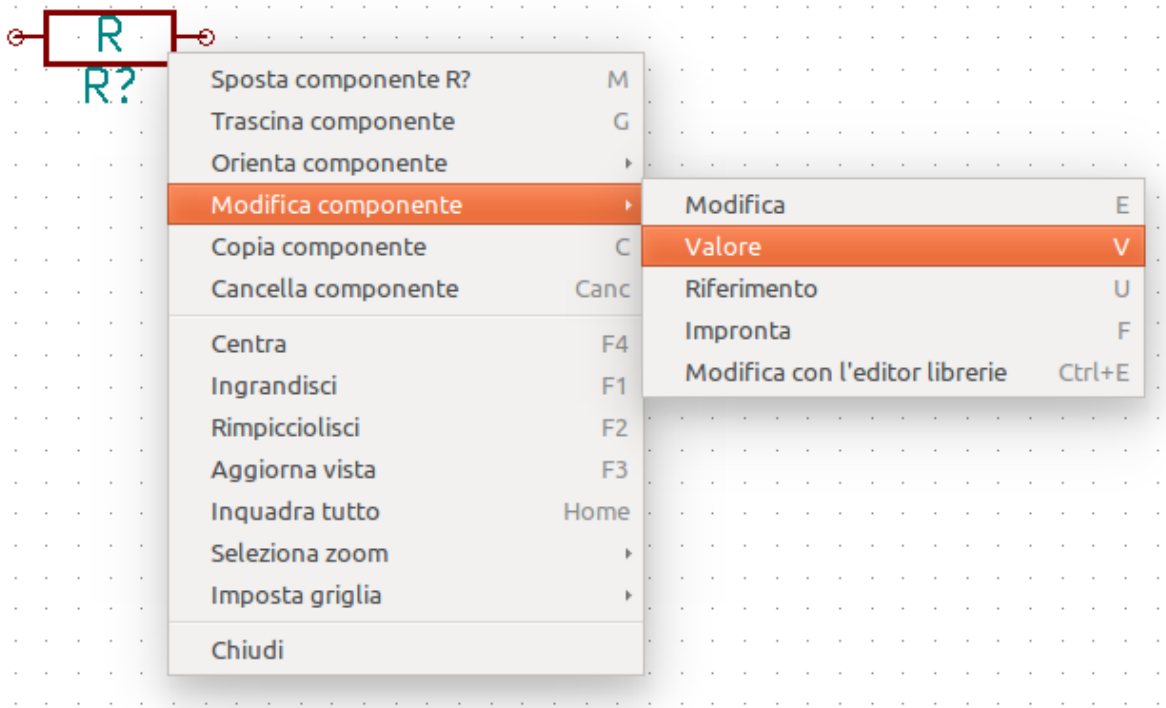 R
R?
Sposta componente R? M
Trascina componente G
Orienta componente
Modifica componente
Copia componente C
Cancella componente Canc
Centra F4
Ingrandisci F1
Rimpicciolisci F2
Aggiorna vista F3
Inquadra tutto Home
Seleziona zoom
Imposta griglia
Chiudi
Modifica E
Valore V
Riferimento U
Impronta F
Modifica con l'editor librerie Ctrl+E